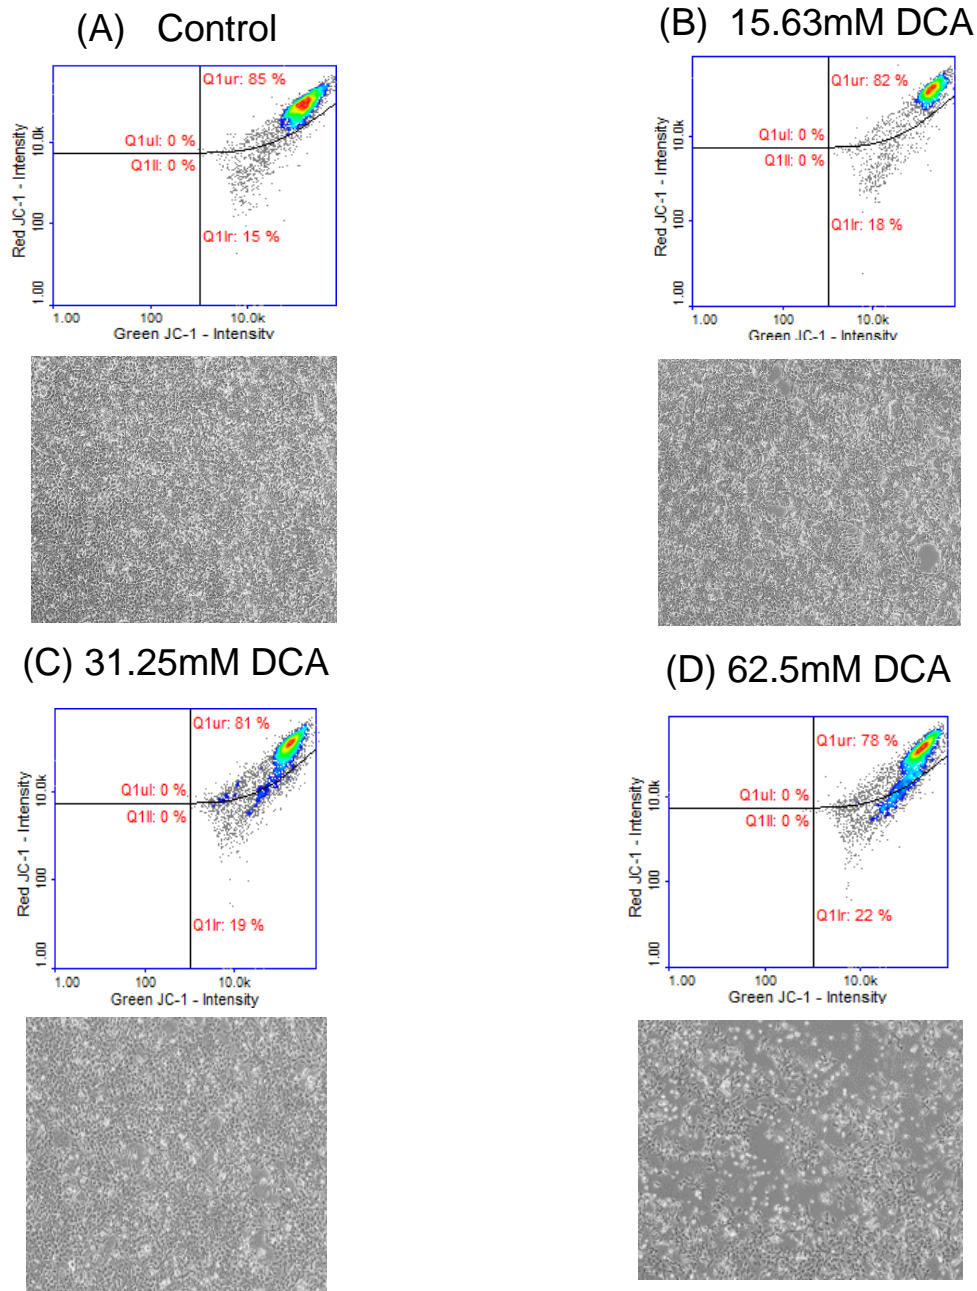 (A) Control
Q1ur: 85 %
Q1ul: 0 %
Q1ll: 0 %
Q1lr: 15 %
Red JC-1 - Intensity
10.0k
100
1.00
1.00 100 10.0k
Green JC-1 - Intensity
(B) 15.63mM DCA
Q1ur: 82 %
Q1ul: 0 %
Q1ll: 0 %
Q1lr: 18 %
Red JC-1 - Intensity
10.0k
100
1.00
1.00 100 10.0k
Green JC-1 - Intensity
(C) 31.25mM DCA
Q1ur: 81 %
Q1ul: 0 %
Q1ll: 0 %
Q1lr: 19 %
Red JC-1 - Intensity
10.0k
100
1.00
1.00 100 10.0k
Green JC-1 - Intensity
(D) 62.5mM DCA
Q1ur: 78 %
Q1ul: 0 %
Q1ll: 0 %
Q1lr: 22 %
Red JC-1 - Intensity
10.0k
100
1.00
1.00 100 10.0k
Green JC-1 - Intensity